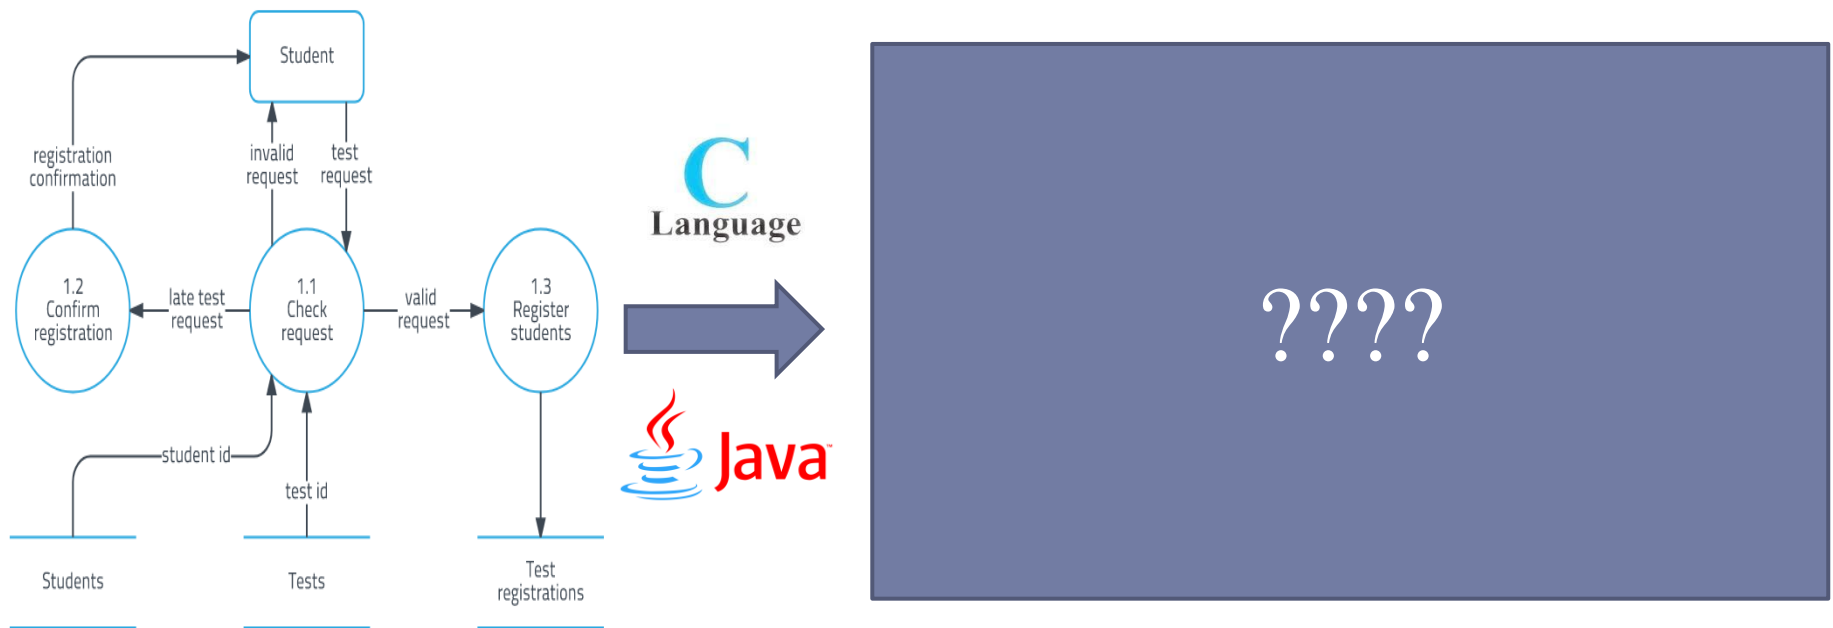 Student
registration
confirmation
invalid
request
test
request
1.2
Confirm
registration
late test
request
1.1
Check
request
valid
request
1.3
Register
students
student id
test id
Students
Tests
Test
registrations
C
Language
Java™
????